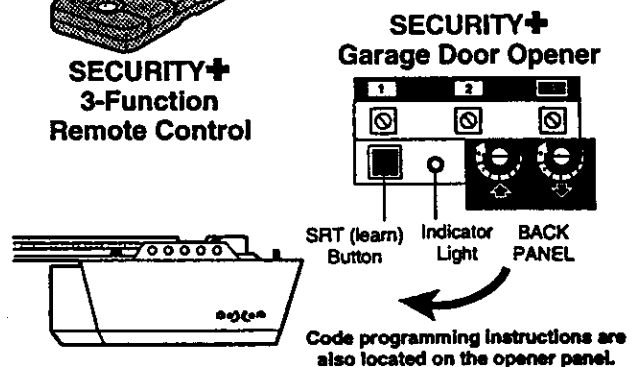 SECURITY✚
3-Function
Remote Control
SECURITY✚
Garage Door Opener
1 2
SRT (learn)
Button
Indicator
Light
BACK
PANEL
Code programming instructions are
also located on the opener panel.